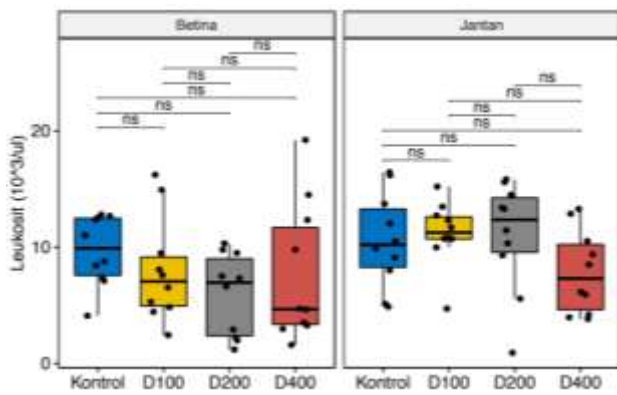 Betina
Jantan
ns
ns
ns
ns
ns
ns
ns
ns
ns
ns
ns
ns
Leukosit (10^3/ul)
20
10
0
Kontrol D100 D200 D400
Kontrol D100 D200 D400